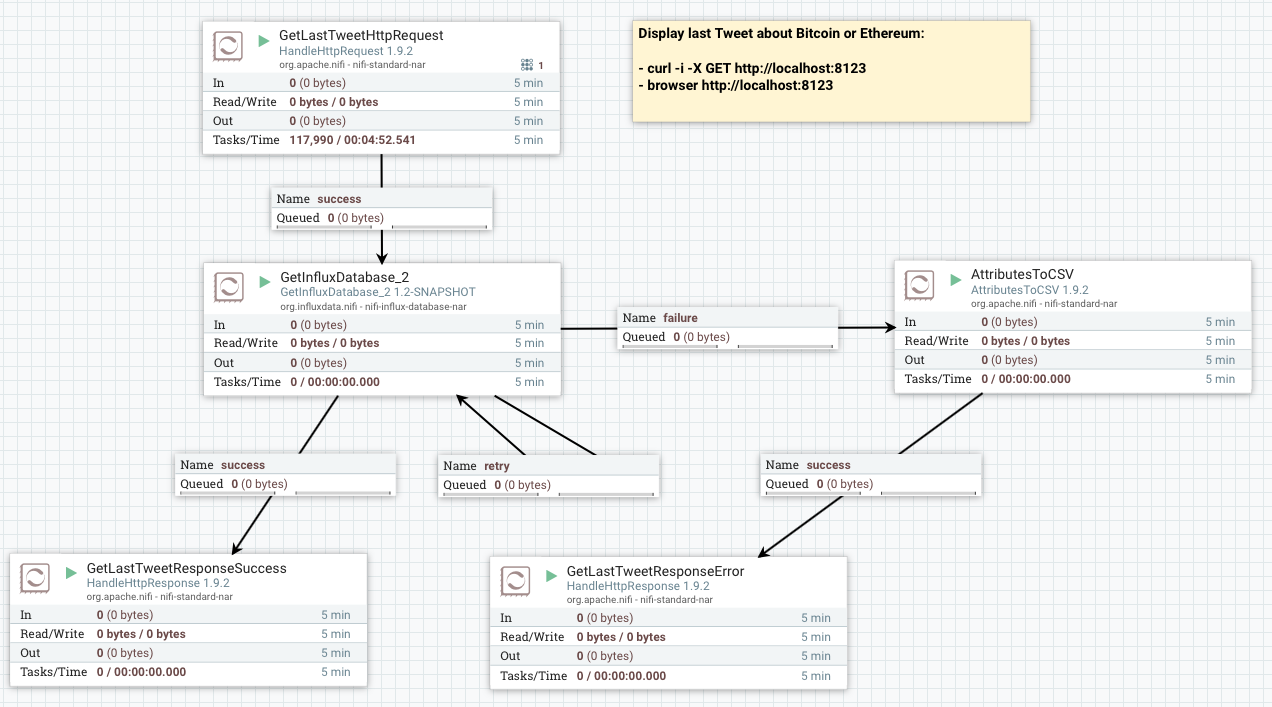 GetLastTweetHttpRequest
HandleHttpRequest 1.9.2
org.apache.nifi - nifi-standard-nar
1
In 0 (0 bytes) 5 min
Read/Write 0 bytes / 0 bytes 5 min
Out 0 (0 bytes) 5 min
Tasks/Time 117,990 / 00:04:52.541 5 min
Display last Tweet about Bitcoin or Ethereum:
- curl -i -X GET http://localhost:8123
- browser http://localhost:8123
Name success
Queued 0 (0 bytes)
GetInfluxDatabase_2
GetInfluxDatabase_2 1.2-SNAPSHOT
org.influxdata.nifi - nifi-influx-database-nar
In 0 (0 bytes) 5 min
Read/Write 0 bytes / 0 bytes 5 min
Out 0 (0 bytes) 5 min
Tasks/Time 0 / 00:00:00.000 5 min
Name failure
Queued 0 (0 bytes)
AttributesToCSV
AttributesToCSV 1.9.2
org.apache.nifi - nifi-standard-nar
In 0 (0 bytes) 5 min
Read/Write 0 bytes / 0 bytes 5 min
Out 0 (0 bytes) 5 min
Tasks/Time 0 / 00:00:00.000 5 min
Name success
Queued 0 (0 bytes)
Name retry
Queued 0 (0 bytes)
Name success
Queued 0 (0 bytes)
GetLastTweetResponseSuccess
HandleHttpResponse 1.9.2
org.apache.nifi - nifi-standard-nar
In 0 (0 bytes) 5 min
Read/Write 0 bytes / 0 bytes 5 min
Out 0 (0 bytes) 5 min
Tasks/Time 0 / 00:00:00.000 5 min
GetLastTweetResponseError
HandleHttpResponse 1.9.2
org.apache.nifi - nifi-standard-nar
In 0 (0 bytes) 5 min
Read/Write 0 bytes / 0 bytes 5 min
Out 0 (0 bytes) 5 min
Tasks/Time 0 / 00:00:00.000 5 min